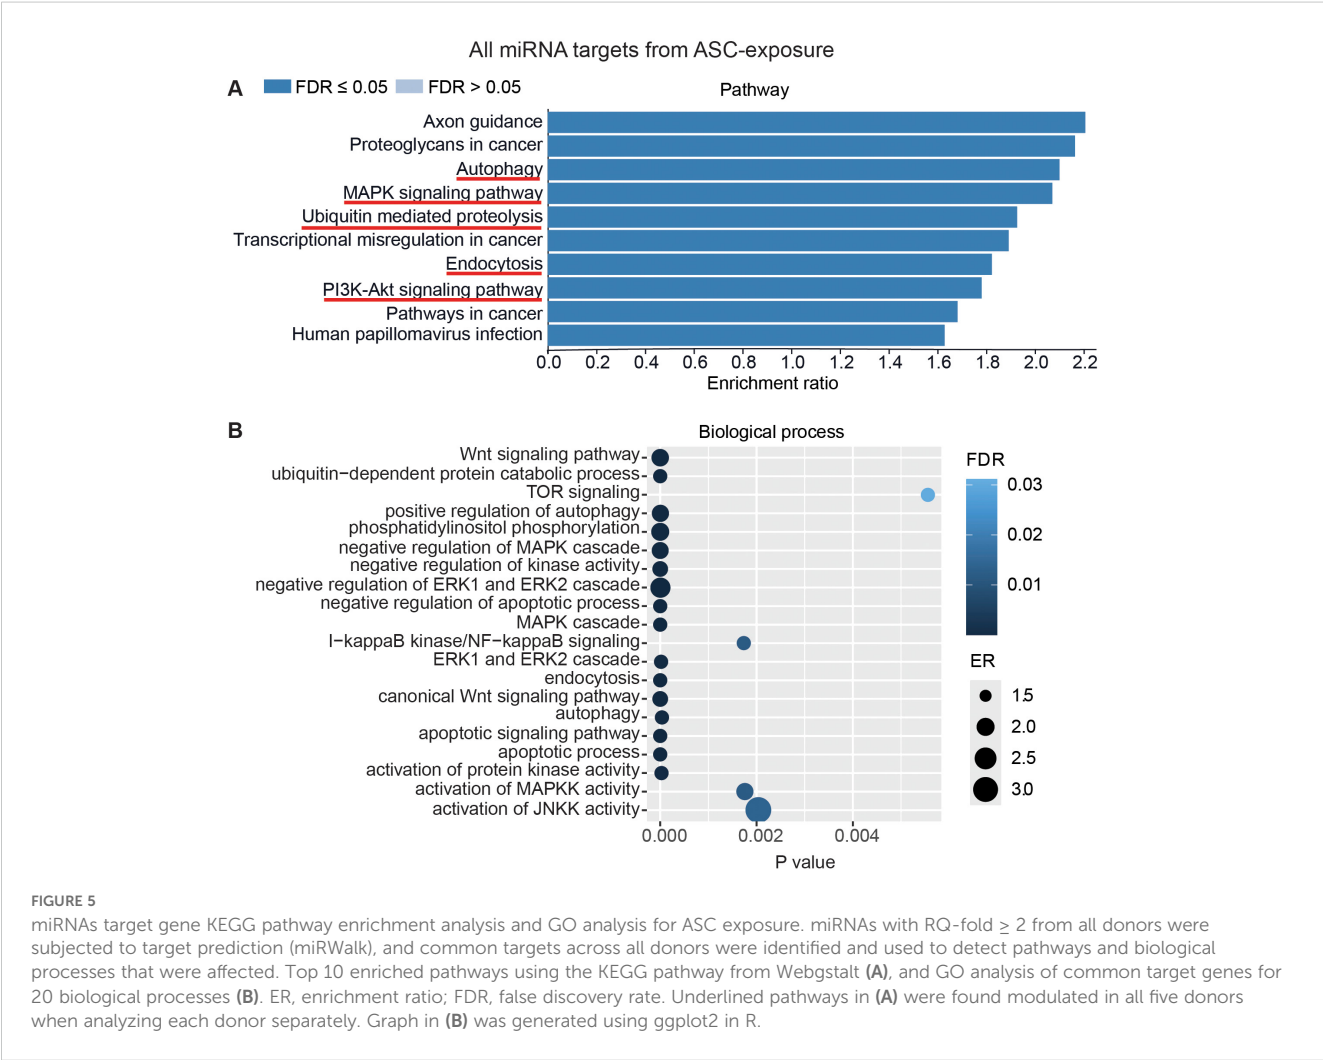 All miRNA targets from ASC-exposure
A
FDR ≤ 0.05
FDR > 0.05
Pathway
Axon guidance
Proteoglycans in cancer
Autophagy
MAPK signaling pathway
Ubiquitin mediated proteolysis
Transcriptional misregulation in cancer
Endocytosis
PI3K-Akt signaling pathway
Pathways in cancer
Human papillomavirus infection
0.0 0.2 0.4 0.6 0.8 1.0 1.2 1.4 1.6 1.8 2.0 2.2
Enrichment ratio
B
Biological process
Wnt signaling pathway
ubiquitin−dependent protein catabolic process
TOR signaling
positive regulation of autophagy
phosphatidylinositol phosphorylation
negative regulation of MAPK cascade
negative regulation of kinase activity
negative regulation of ERK1 and ERK2 cascade
negative regulation of apoptotic process
MAPK cascade
I−kappaB kinase/NF−kappaB signaling
ERK1 and ERK2 cascade
endocytosis
canonical Wnt signaling pathway
autophagy
apoptotic signaling pathway
apoptotic process
activation of protein kinase activity
activation of MAPKK activity
activation of JNKK activity
0.000 0.002 0.004
P value
FDR
0.03
0.02
0.01
ER
1.5
2.0
2.5
3.0
FIGURE 5
miRNAs target gene KEGG pathway enrichment analysis and GO analysis for ASC exposure. miRNAs with RQ-fold ≥ 2 from all donors were
subjected to target prediction (miRWalk), and common targets across all donors were identified and used to detect pathways and biological
processes that were affected. Top 10 enriched pathways using the KEGG pathway from Webgstalt (A), and GO analysis of common target genes for
20 biological processes (B). ER, enrichment ratio; FDR, false discovery rate. Underlined pathways in (A) were found modulated in all five donors
when analyzing each donor separately. Graph in (B) was generated using ggplot2 in R.